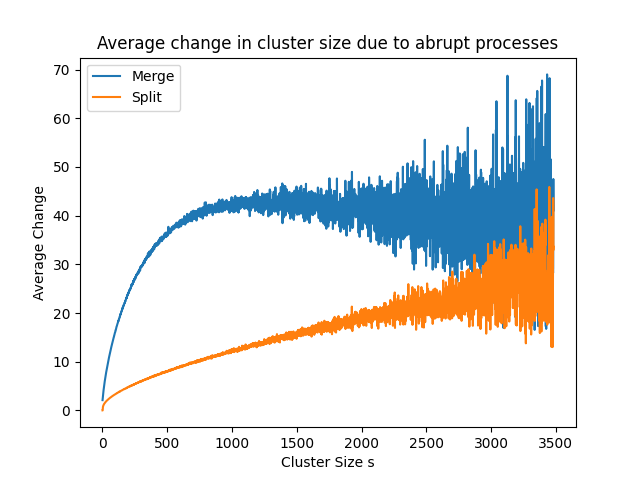 Average change in cluster size due to abrupt processes
Merge
Split
70
60
50
40
30
20
10
0
Average Change
0 500 1000 1500 2000 2500 3000 3500
Cluster Size s